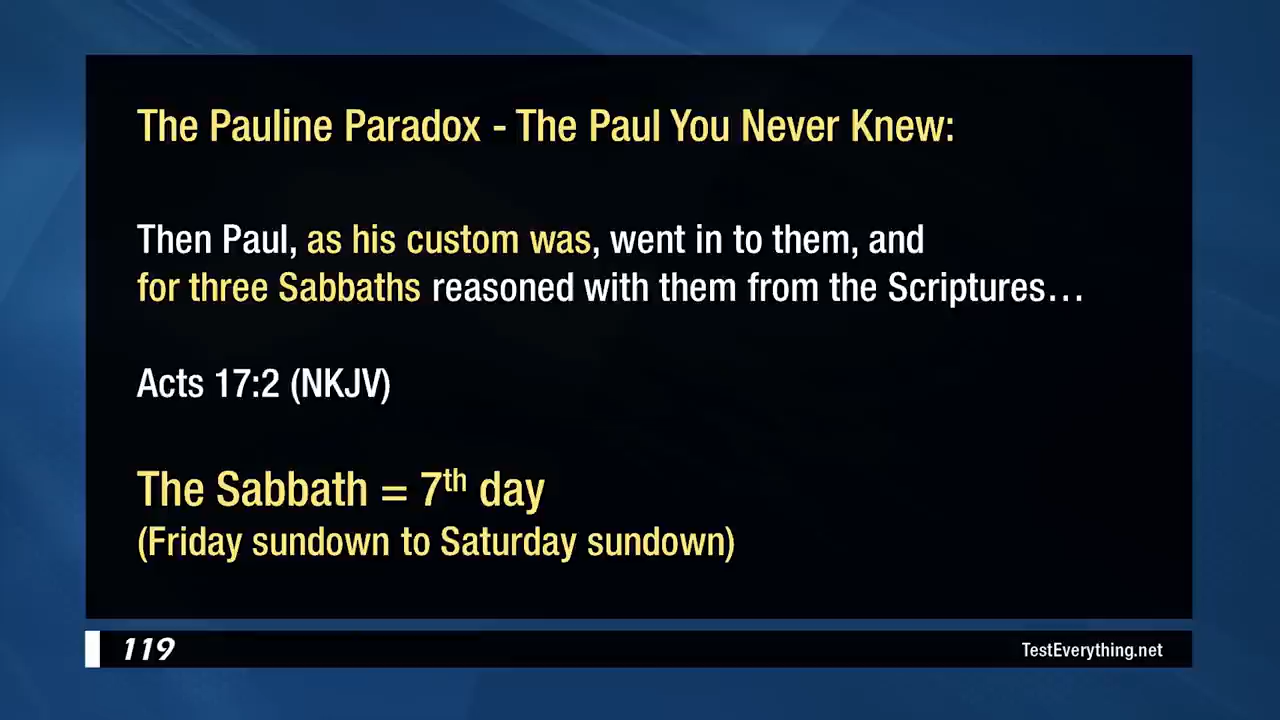 The Pauline Paradox - The Paul You Never Knew:
Then Paul, as his custom was, went in to them, and
for three Sabbaths reasoned with them from the Scriptures…
Acts 17:2 (NKJV)
The Sabbath = 7th day
(Friday sundown to Saturday sundown)
119
TestEverything.net